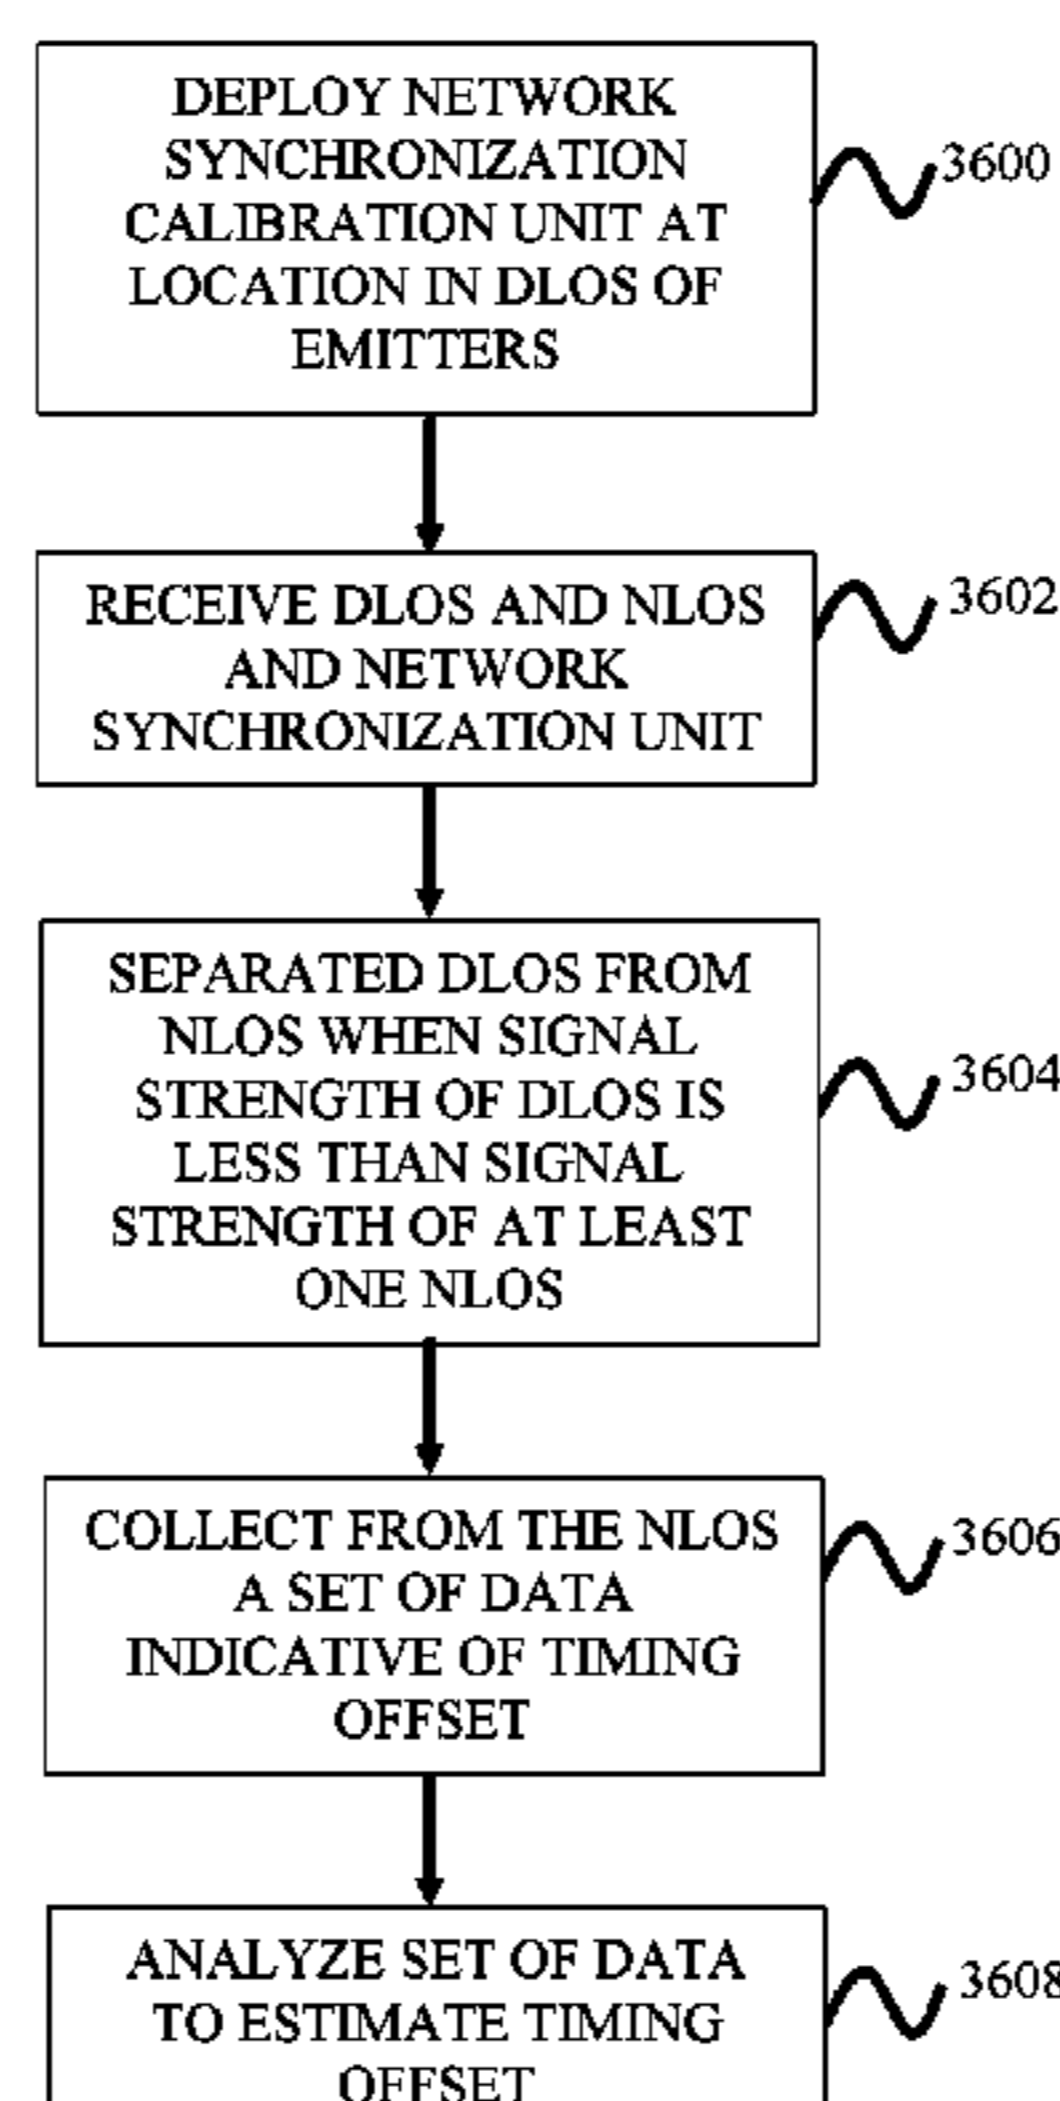 DEPLOY NETWORK
SYNCHRONIZATION
CALIBRATION UNIT AT
LOCATION IN DLOS OF
EMITTERS
3600
RECEIVE DLOS AND NLOS
AND NETWORK
SYNCHRONIZATION UNIT
3602
SEPARATED DLOS FROM
NLOS WHEN SIGNAL
STRENGTH OF DLOS IS
LESS THAN SIGNAL
STRENGTH OF AT LEAST
ONE NLOS
3604
COLLECT FROM THE NLOS
A SET OF DATA
INDICATIVE OF TIMING
OFFSET
3606
ANALYZE SET OF DATA
TO ESTIMATE TIMING
OFFSET
3608